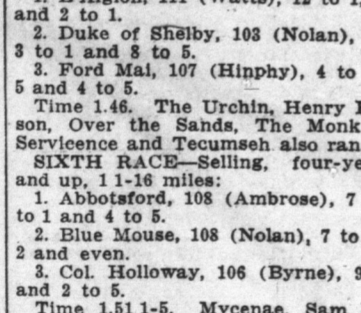 and 2 to 1.
2. Duke of Shelby, 103 (Nolan),
3 to 1 and 8 to 5.
3. Ford Mal, 107 (Hinphy), 4 to
5 and 4 to 5.
Time 1.46. The Urchin, Henry
son, Over the Sands, The Monk
Servicence and Tecumseh also ran
SIXTH RACE—Selling, four-ye
and up, 1 1-16 miles:
1. Abbotsford, 108 (Ambrose), 7
to 1 and 4 to 5.
2. Blue Mouse, 108 (Nolan), 7 to
2 and even.
3. Col. Holloway, 106 (Byrne),
and 2 to 5.
Time 1.51 1-5. Mycenae, Sam